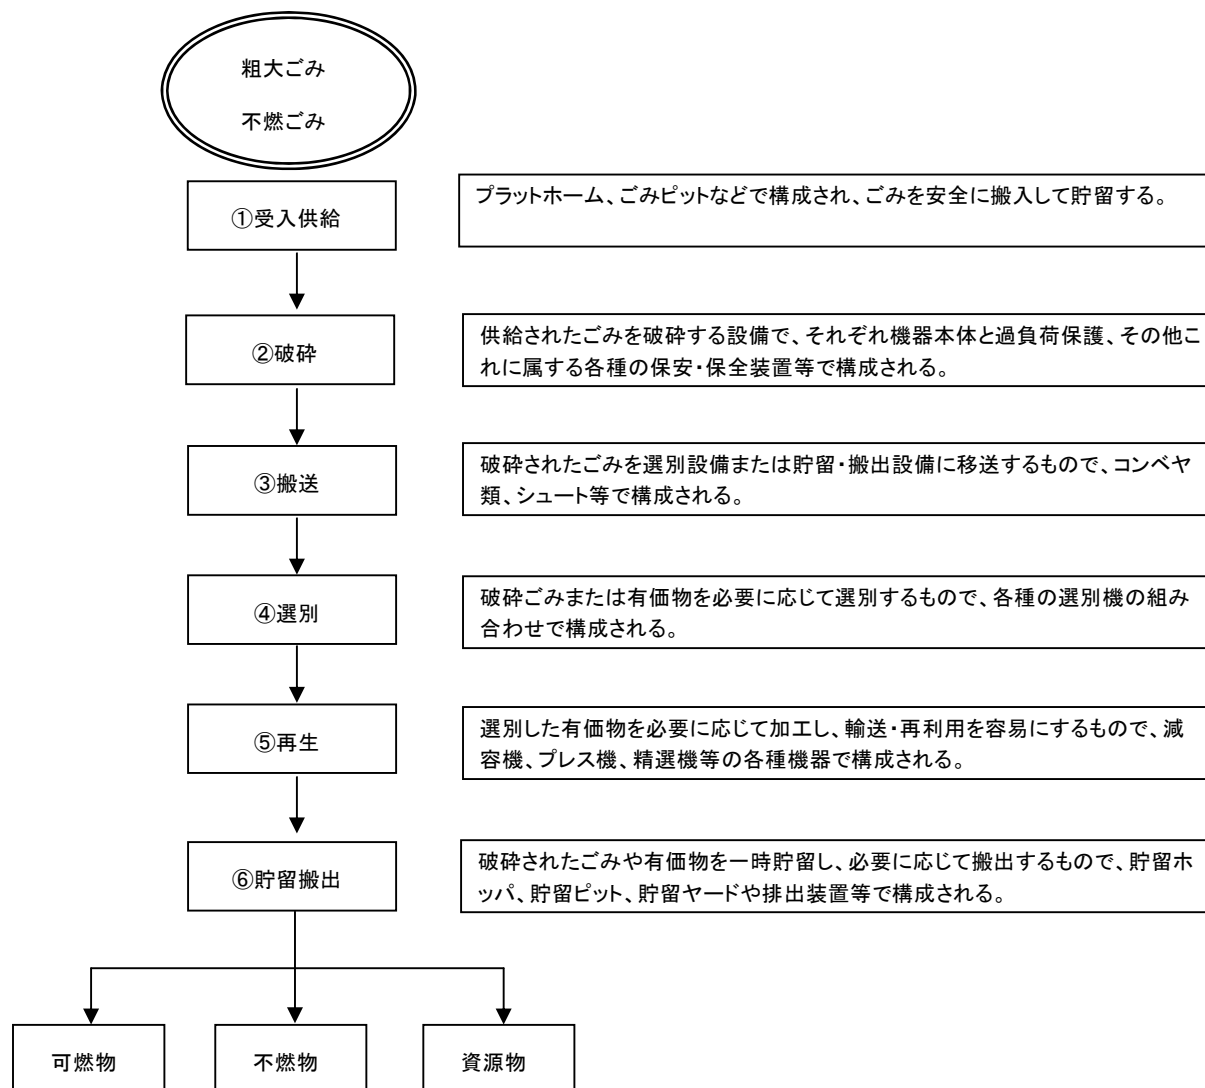 粗大ごみ
不燃ごみ
①受入供給
プラットホーム、ごみピットなどで構成され、ごみを安全に搬入して貯留する。
②破砕
供給されたごみを破砕する設備で、それぞれ機器本体と過負荷保護、その他こ
れに属する各種の保安・保全装置等で構成される。
③搬送
破砕されたごみを選別設備または貯留・搬出設備に移送するもので、コンベヤ
類、シュート等で構成される。
④選別
破砕ごみまたは有価物を必要に応じて選別するもので、各種の選別機の組み
合わせで構成される。
⑤再生
選別した有価物を必要に応じて加工し、輸送・再利用を容易にするもので、減
容機、プレス機、精選機等の各種機器で構成される。
⑥貯留搬出
破砕されたごみや有価物を一時貯留し、必要に応じて搬出するもので、貯留ホ
ッパ、貯留ピット、貯留ヤードや排出装置等で構成される。
可燃物
不燃物
資源物